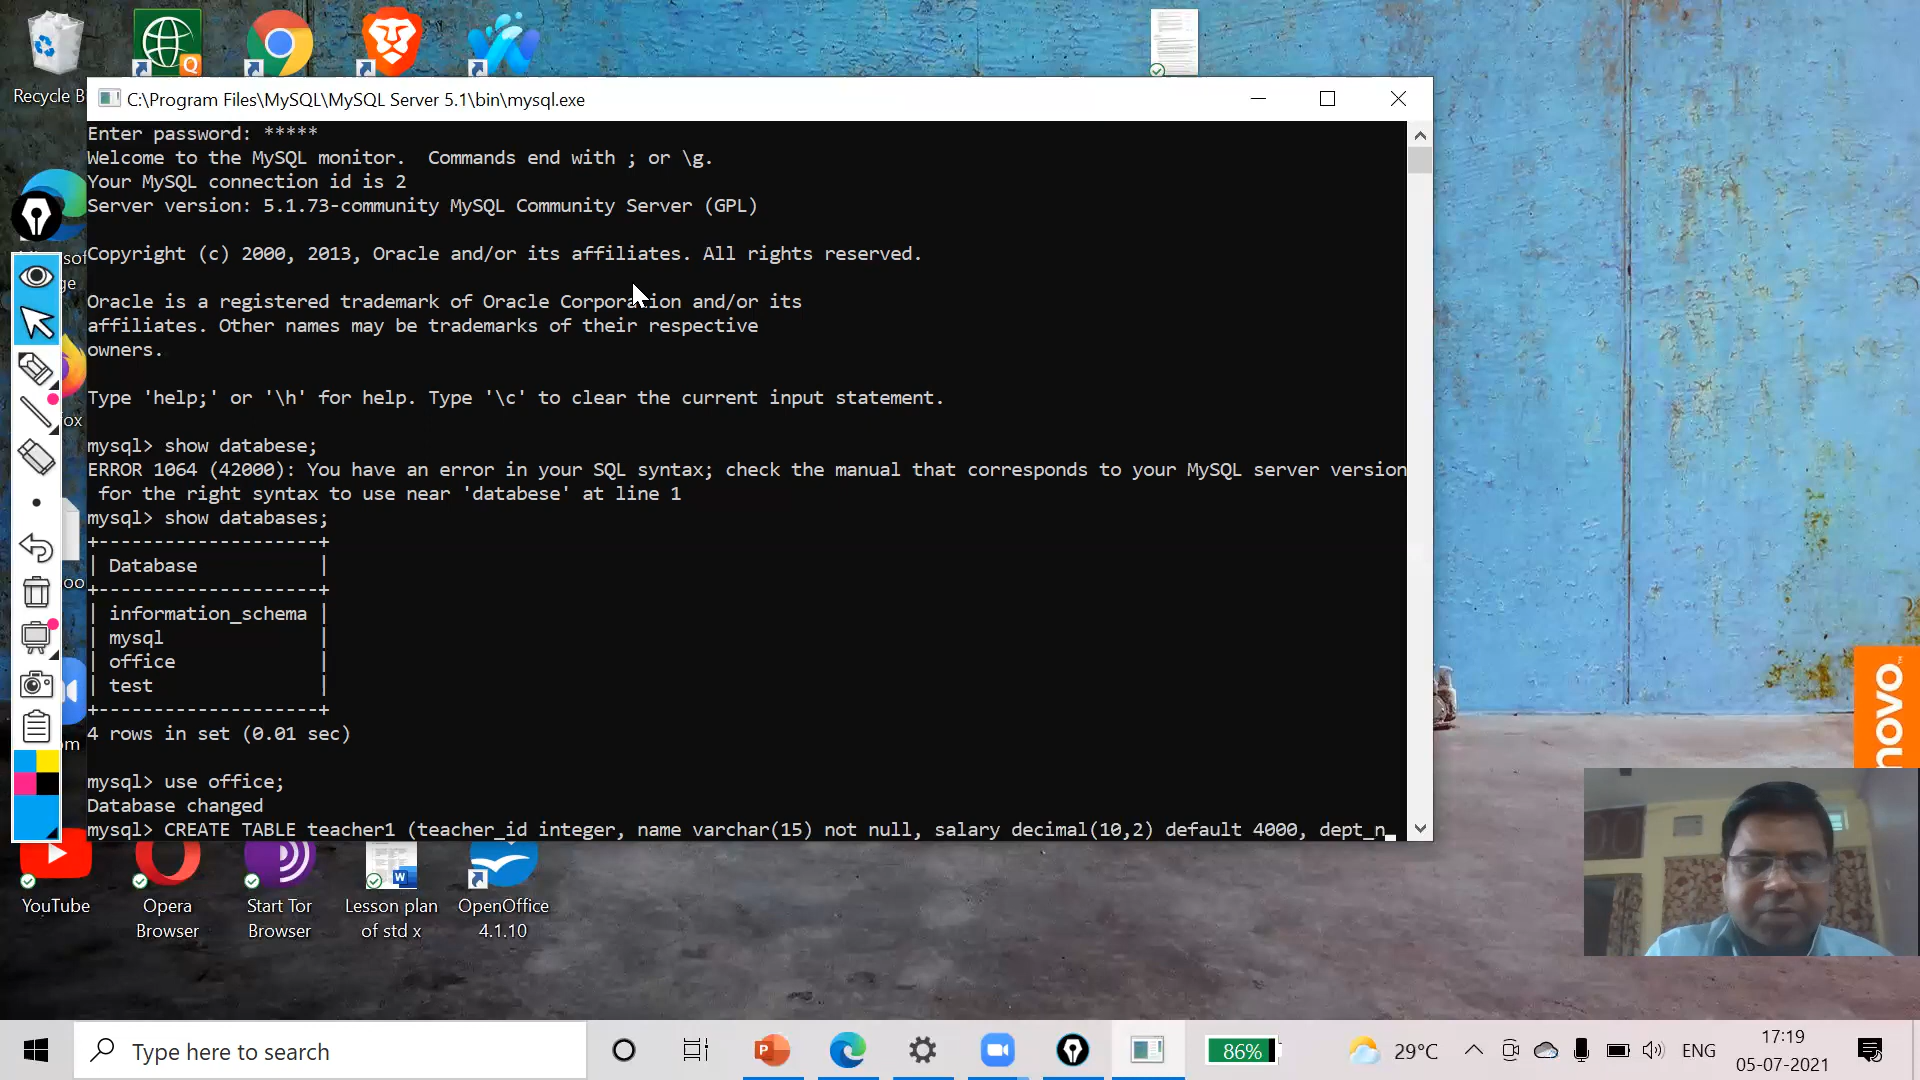 Recycle B
C:\Program Files\MySQL\MySQL Server 5.1\bin\mysql.exe
Enter password: *****
Welcome to the MySQL monitor.  Commands end with ; or \g.
Your MySQL connection id is 2
Server version: 5.1.73-community MySQL Community Server (GPL)
Copyright (c) 2000, 2013, Oracle and/or its affiliates. All rights reserved.
Oracle is a registered trademark of Oracle Corporation and/or its
affiliates. Other names may be trademarks of their respective
owners.
Type 'help;' or '\h' for help. Type '\c' to clear the current input statement.
mysql> show databese;
ERROR 1064 (42000): You have an error in your SQL syntax; check the manual that corresponds to your MySQL server version
for the right syntax to use near 'databese' at line 1
mysql> show databases;
+--------------------+
| Database           |
+--------------------+
| information_schema |
| mysql              |
| office             |
| test               |
+--------------------+
4 rows in set (0.01 sec)
mysql> use office;
Database changed
mysql> CREATE TABLE teacher1 (teacher_id integer, name varchar(15) not null, salary decimal(10,2) default 4000, dept_n_
sof
ge
ox
oo
m
novo
YouTube
Opera
Browser
Start Tor
Browser
Lesson plan
of std x
OpenOffice
4.1.10
Type here to search
86%
29°C
ENG
17:19
05-07-2021